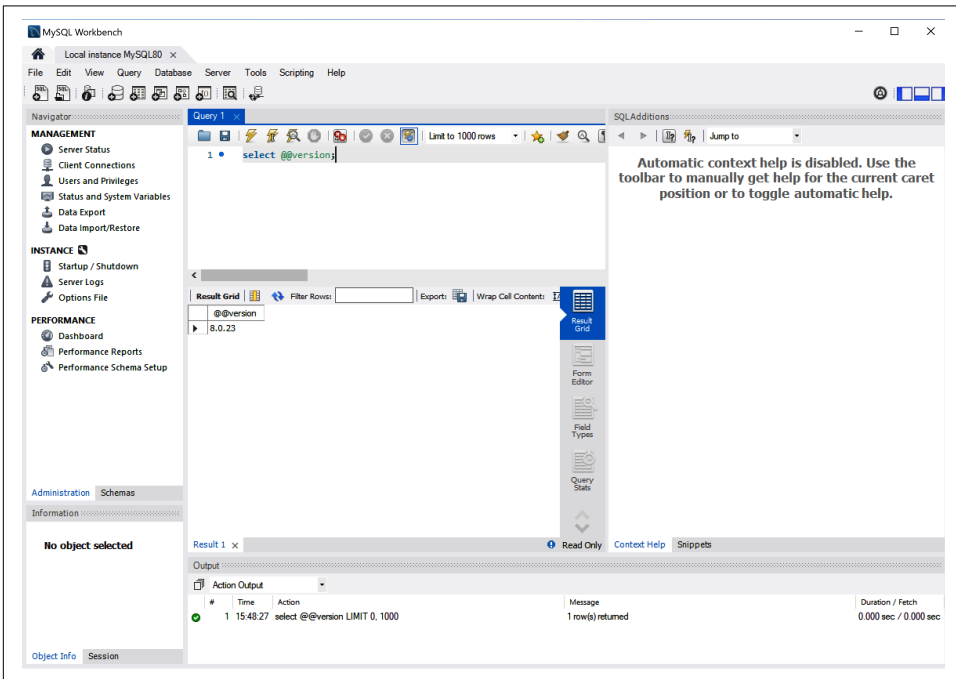 MySQL Workbench
Local instance MySQL80 ×
File Edit View Query Database Server Tools Scripting Help
Navigator
MANAGEMENT
Server Status
Client Connections
Users and Privileges
Status and System Variables
Data Export
Data Import/Restore
INSTANCE
Startup / Shutdown
Server Logs
Options File
PERFORMANCE
Dashboard
Performance Reports
Performance Schema Setup
Administration Schemas
Information
No object selected
Object Info Session
Query 1 ×
Limit to 1000 rows
1 select @@version;
Result Grid Filter Rows: Export: Wrap Cell Content:
@@version
8.0.23
Result
Grid
Form
Editor
Field
Types
Query
Stats
Result 1 × Read Only
SQLAdditions
Jump to
Automatic context help is disabled. Use the
toolbar to manually get help for the current caret
position or to toggle automatic help.
Context Help Snippets
Output
Action Output
# Time Action Message Duration / Fetch
1 15:48:27 select @@version LIMIT 0, 1000 1 row(s) returned 0.000 sec / 0.000 sec